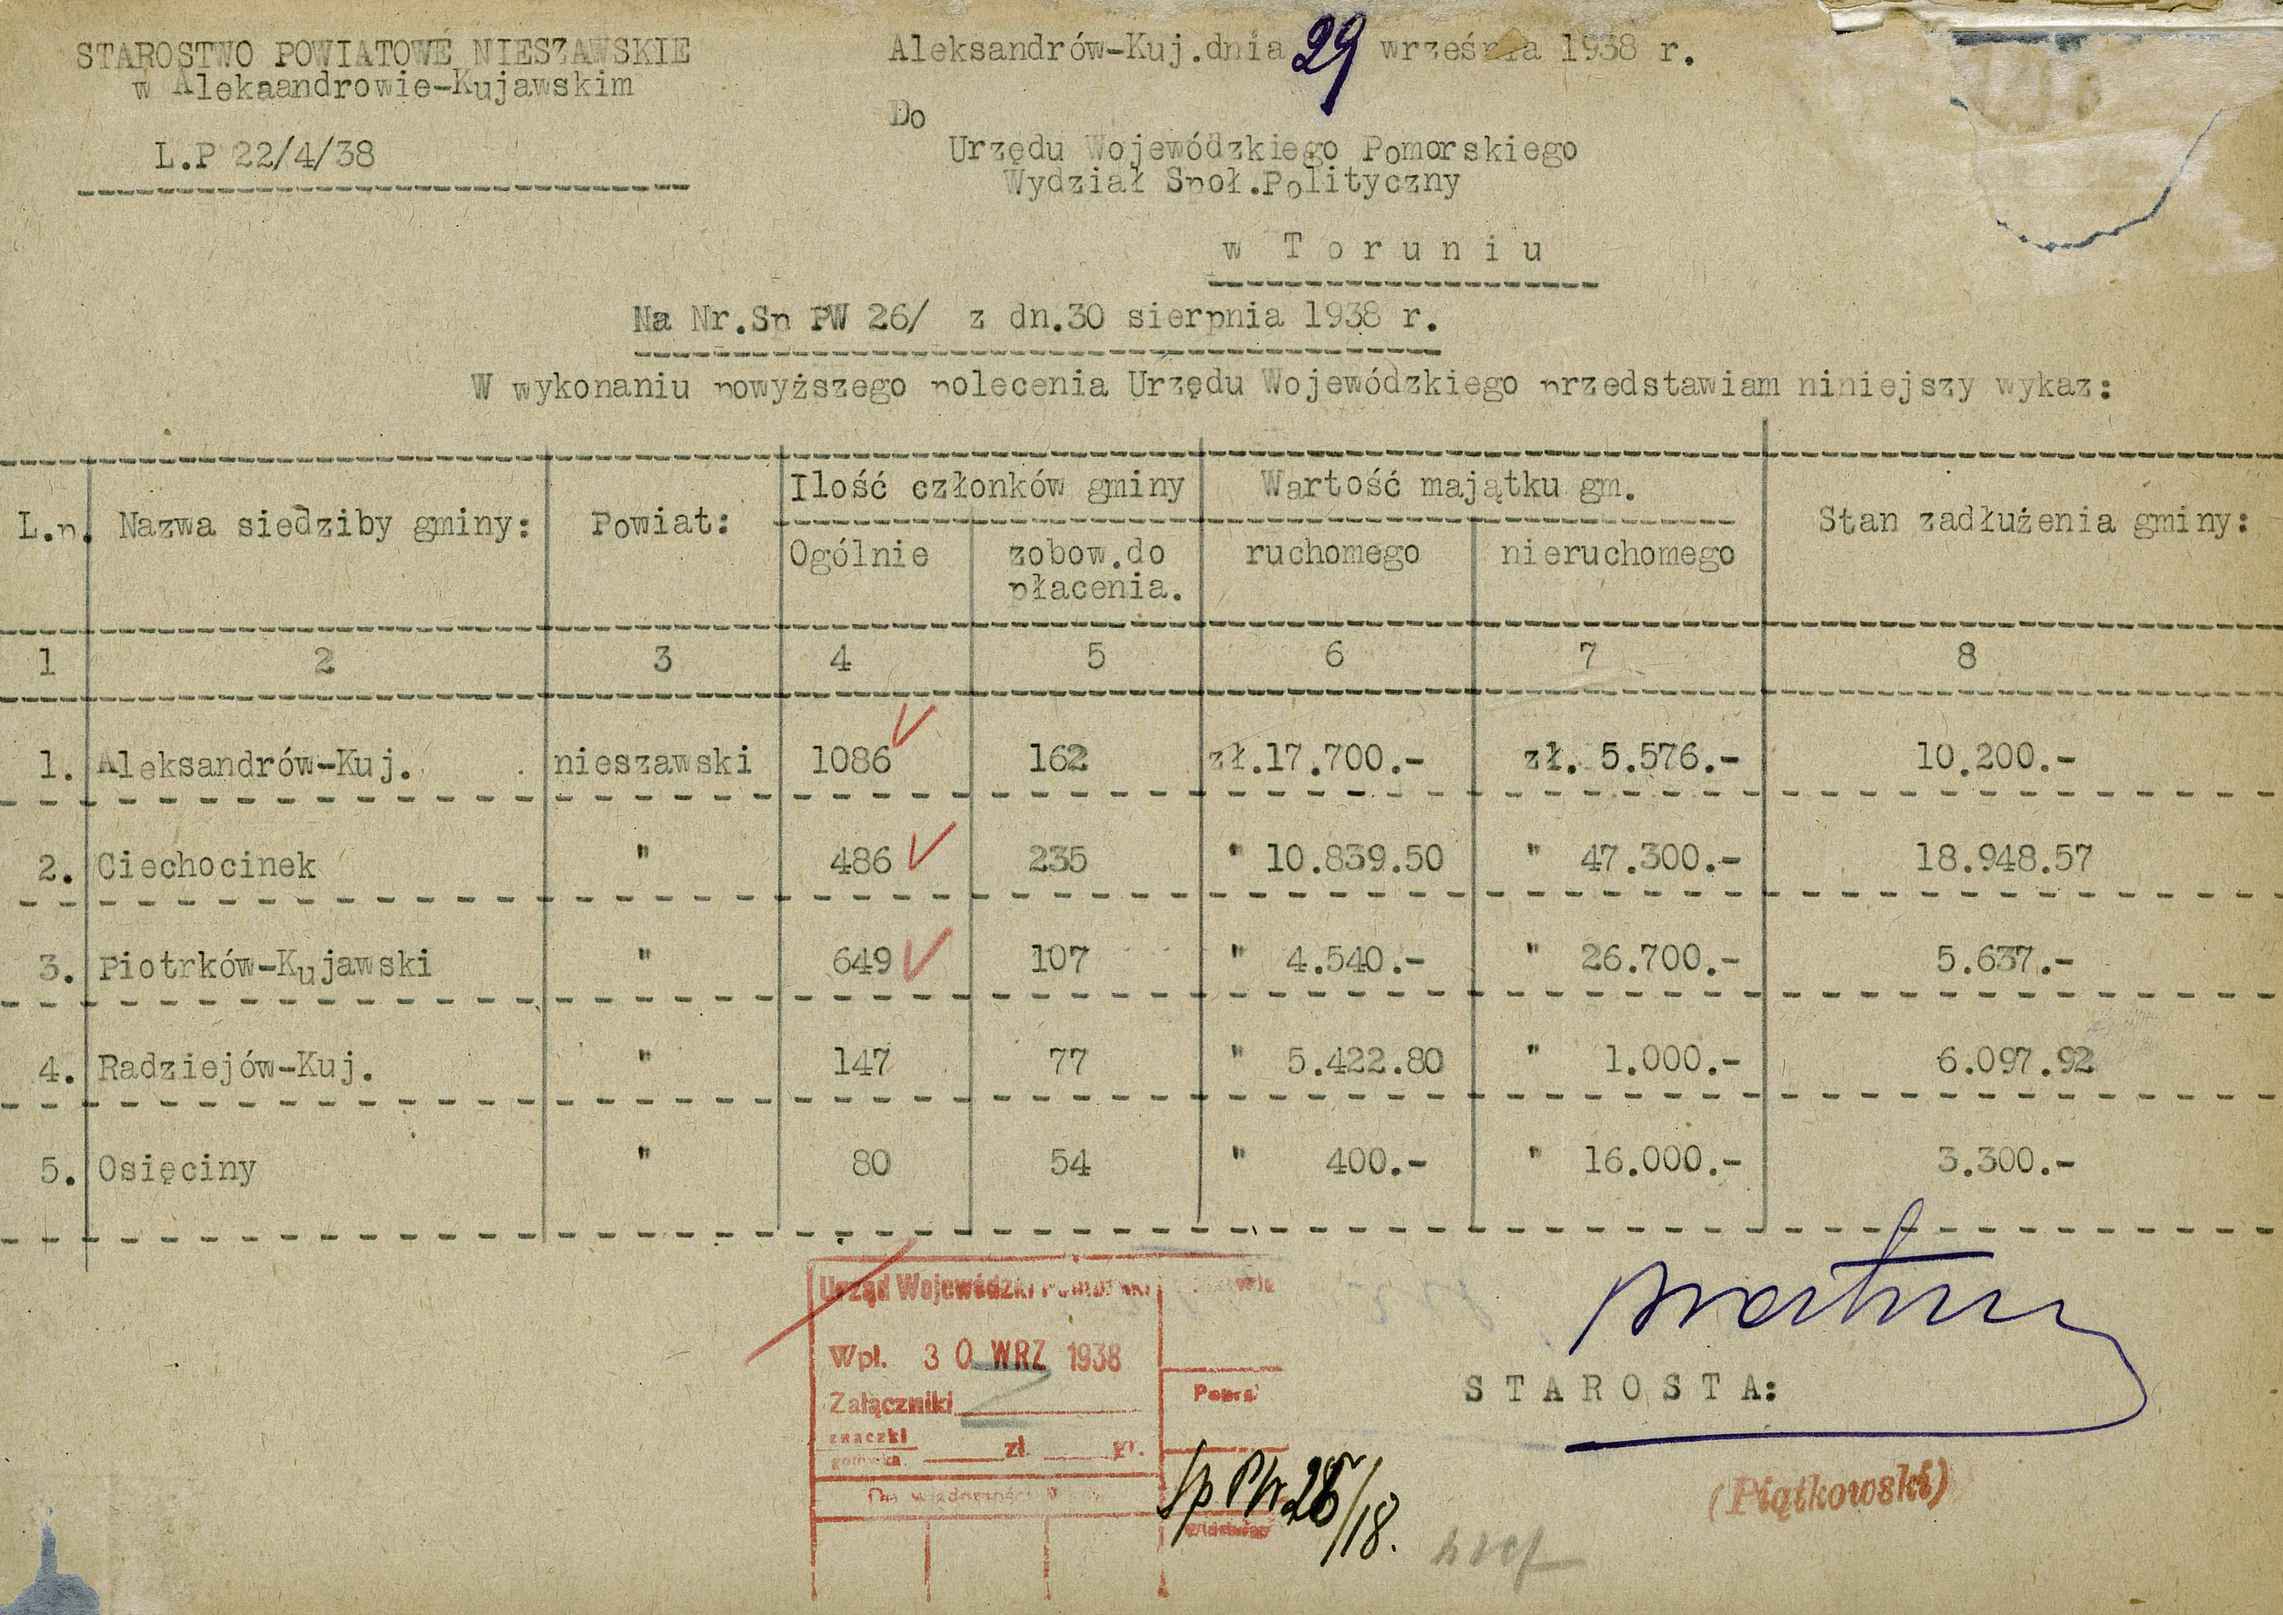 STAROSTWO POWIATOWE NIESZAWSKIE
w Alekaandrowie-Kujawskim
L.P 22/4/38
Aleksandrów-Kuj.dnia 29 września 1938 r.
Do
Urzędu Wojewódzkiego Pomorskiego
Wydział Społ.Polityczny
w Toruniu
Na Nr.Sp PW 26/ z dn.30 sierpnia 1938 r.
W wykonaniu powyższego polecenia Urzędu Wojewódzkiego przedstawiam niniejszy wykaz:
L.p. Nazwa siedziby gminy: Powiat: Ilość członków gminy Wartość majątku gm. Stan zadłużenia gminy:
Ogólnie zobow.do płacenia. ruchomego nieruchomego
1 2 3 4 5 6 7 8
1. Aleksandrów-Kuj. nieszawski 1086 162 zł.17.700.- zł. 5.576.- 10.200.-
2. Ciechocinek " 486 235 " 10.839.50 " 47.300.- 18.948.57
3. Piotrków-Kujawski " 649 107 " 4.540.- " 26.700.- 5.637.-
4. Radziejów-Kuj. " 147 77 " 5.422.80 " 1.000.- 6.097.92
5. Osięciny " 80 54 " 400.- " 16.000.- 3.300.-
Urząd Wojewódzki Pomorski
Wpł. 30 WRZ 1938
Załączniki
znaczki
gotówka zł. gr.
STAROSTA:
(Piątkowski)